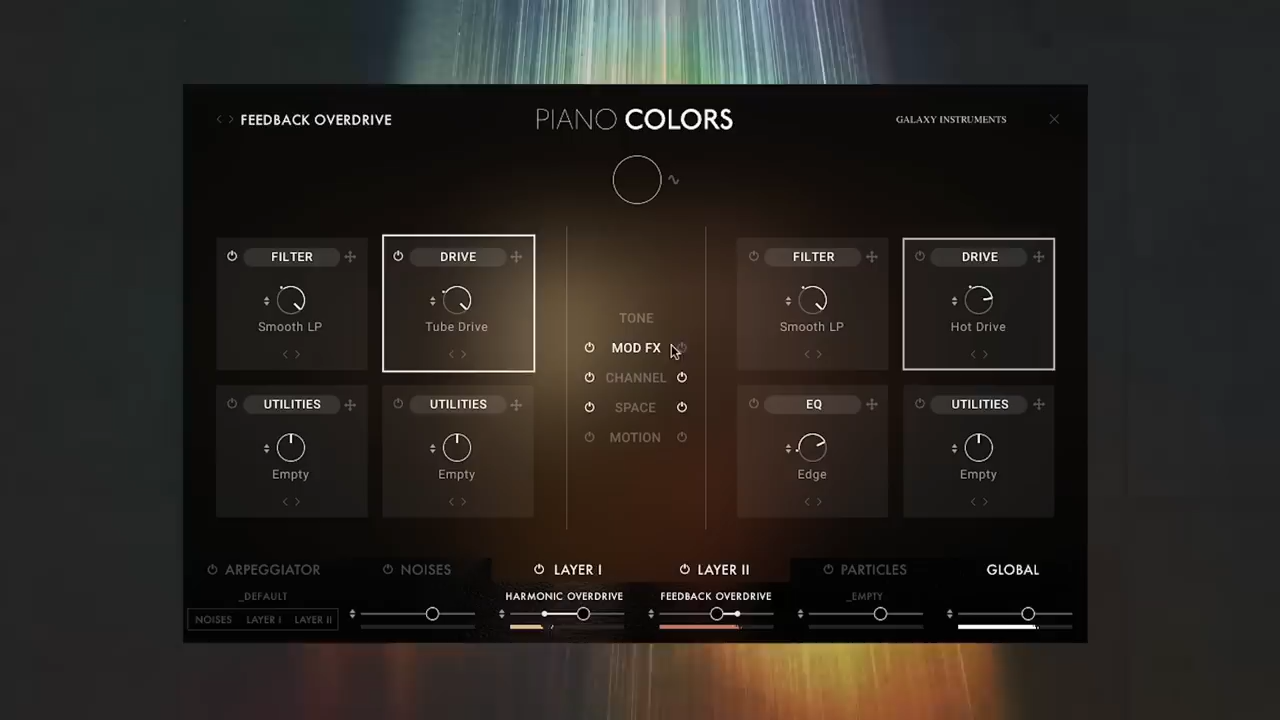 FEEDBACK OVERDRIVE
PIANO COLORS
GALAXY INSTRUMENTS
FILTER
Smooth LP
DRIVE
Tube Drive
UTILITIES
Empty
UTILITIES
Empty
TONE
MOD FX
CHANNEL
SPACE
MOTION
FILTER
Smooth LP
DRIVE
Hot Drive
EQ
Edge
UTILITIES
Empty
ARPEGGIATOR
_DEFAULT
NOISES LAYER I LAYER II
NOISES
LAYER I
HARMONIC OVERDRIVE
LAYER II
FEEDBACK OVERDRIVE
PARTICLES
_EMPTY
GLOBAL